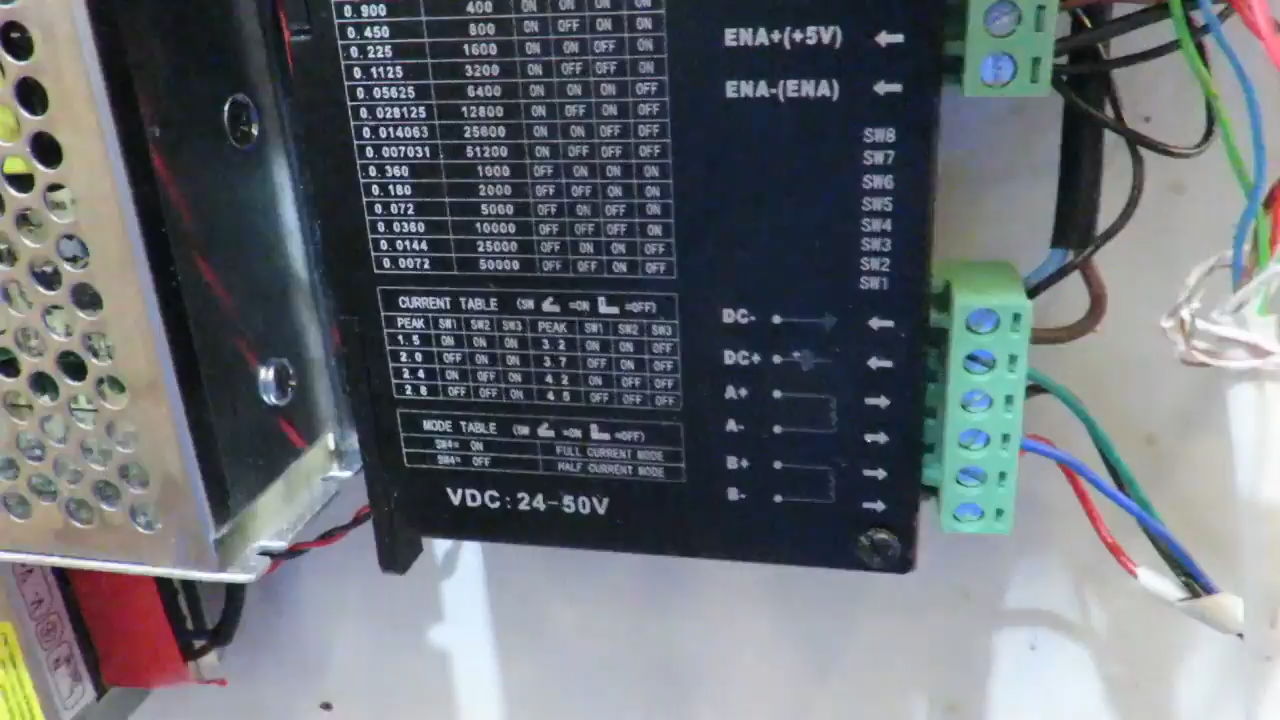 0.900 400 ON ON ON ON
0.450 800 ON OFF ON ON
0.225 1600 ON ON OFF ON
0.1125 3200 ON OFF OFF ON
0.05625 6400 ON ON ON OFF
0.028125 12800 ON OFF ON OFF
0.014063 25600 ON ON OFF OFF
0.007031 51200 ON OFF OFF OFF
0.360 1000 OFF ON ON ON
0.180 2000 OFF OFF ON ON
0.072 5000 OFF ON OFF ON
0.0360 10000 OFF OFF OFF ON
0.0144 25000 OFF ON ON OFF
0.0072 50000 OFF OFF ON OFF
CURRENT TABLE (SW =ON =OFF)
PEAK SW1 SW2 SW3 PEAK SW1 SW2 SW3
1.5 ON ON ON 3.2 ON ON OFF
2.0 OFF ON ON 3.7 OFF ON OFF
2.4 ON OFF ON 4.2 ON OFF OFF
2.8 OFF OFF ON 4.5 OFF OFF OFF
MODE TABLE (SW =ON =OFF)
SW4= ON FULL CURRENT MODE
SW4= OFF HALF CURRENT MODE
VDC:24-50V
ENA+(+5V)
ENA-(ENA)
SW8
SW7
SW6
SW5
SW4
SW3
SW2
SW1
DC-
DC+
A+
A-
B+
B-